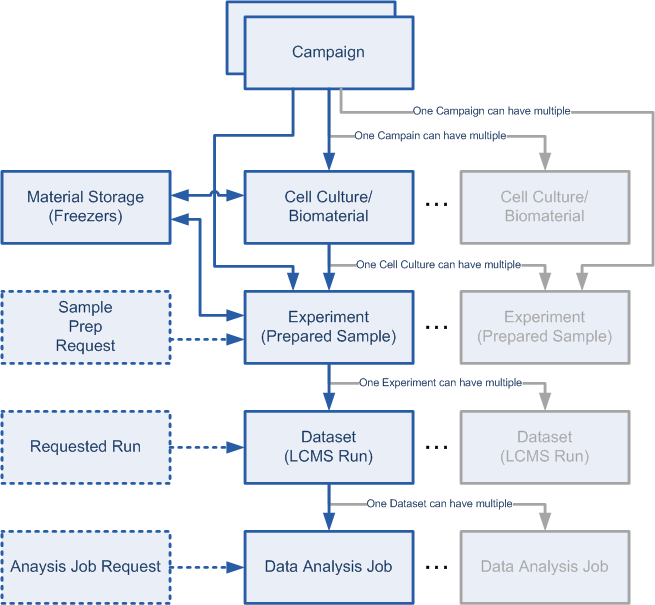 Campaign
One Campaign can have multiple
One Campain can have multiple
Material Storage
(Freezers)
Cell Culture/
Biomaterial
...
Cell Culture/
Biomaterial
One Cell Culture can have multiple
Sample
Prep
Request
Experiment
(Prepared Sample)
...
Experiment
(Prepared Sample)
One Experiment can have multiple
Requested Run
Dataset
(LCMS Run)
...
Dataset
(LCMS Run)
One Dataset can have multiple
Anaysis Job Request
Data Analysis Job
...
Data Analysis Job